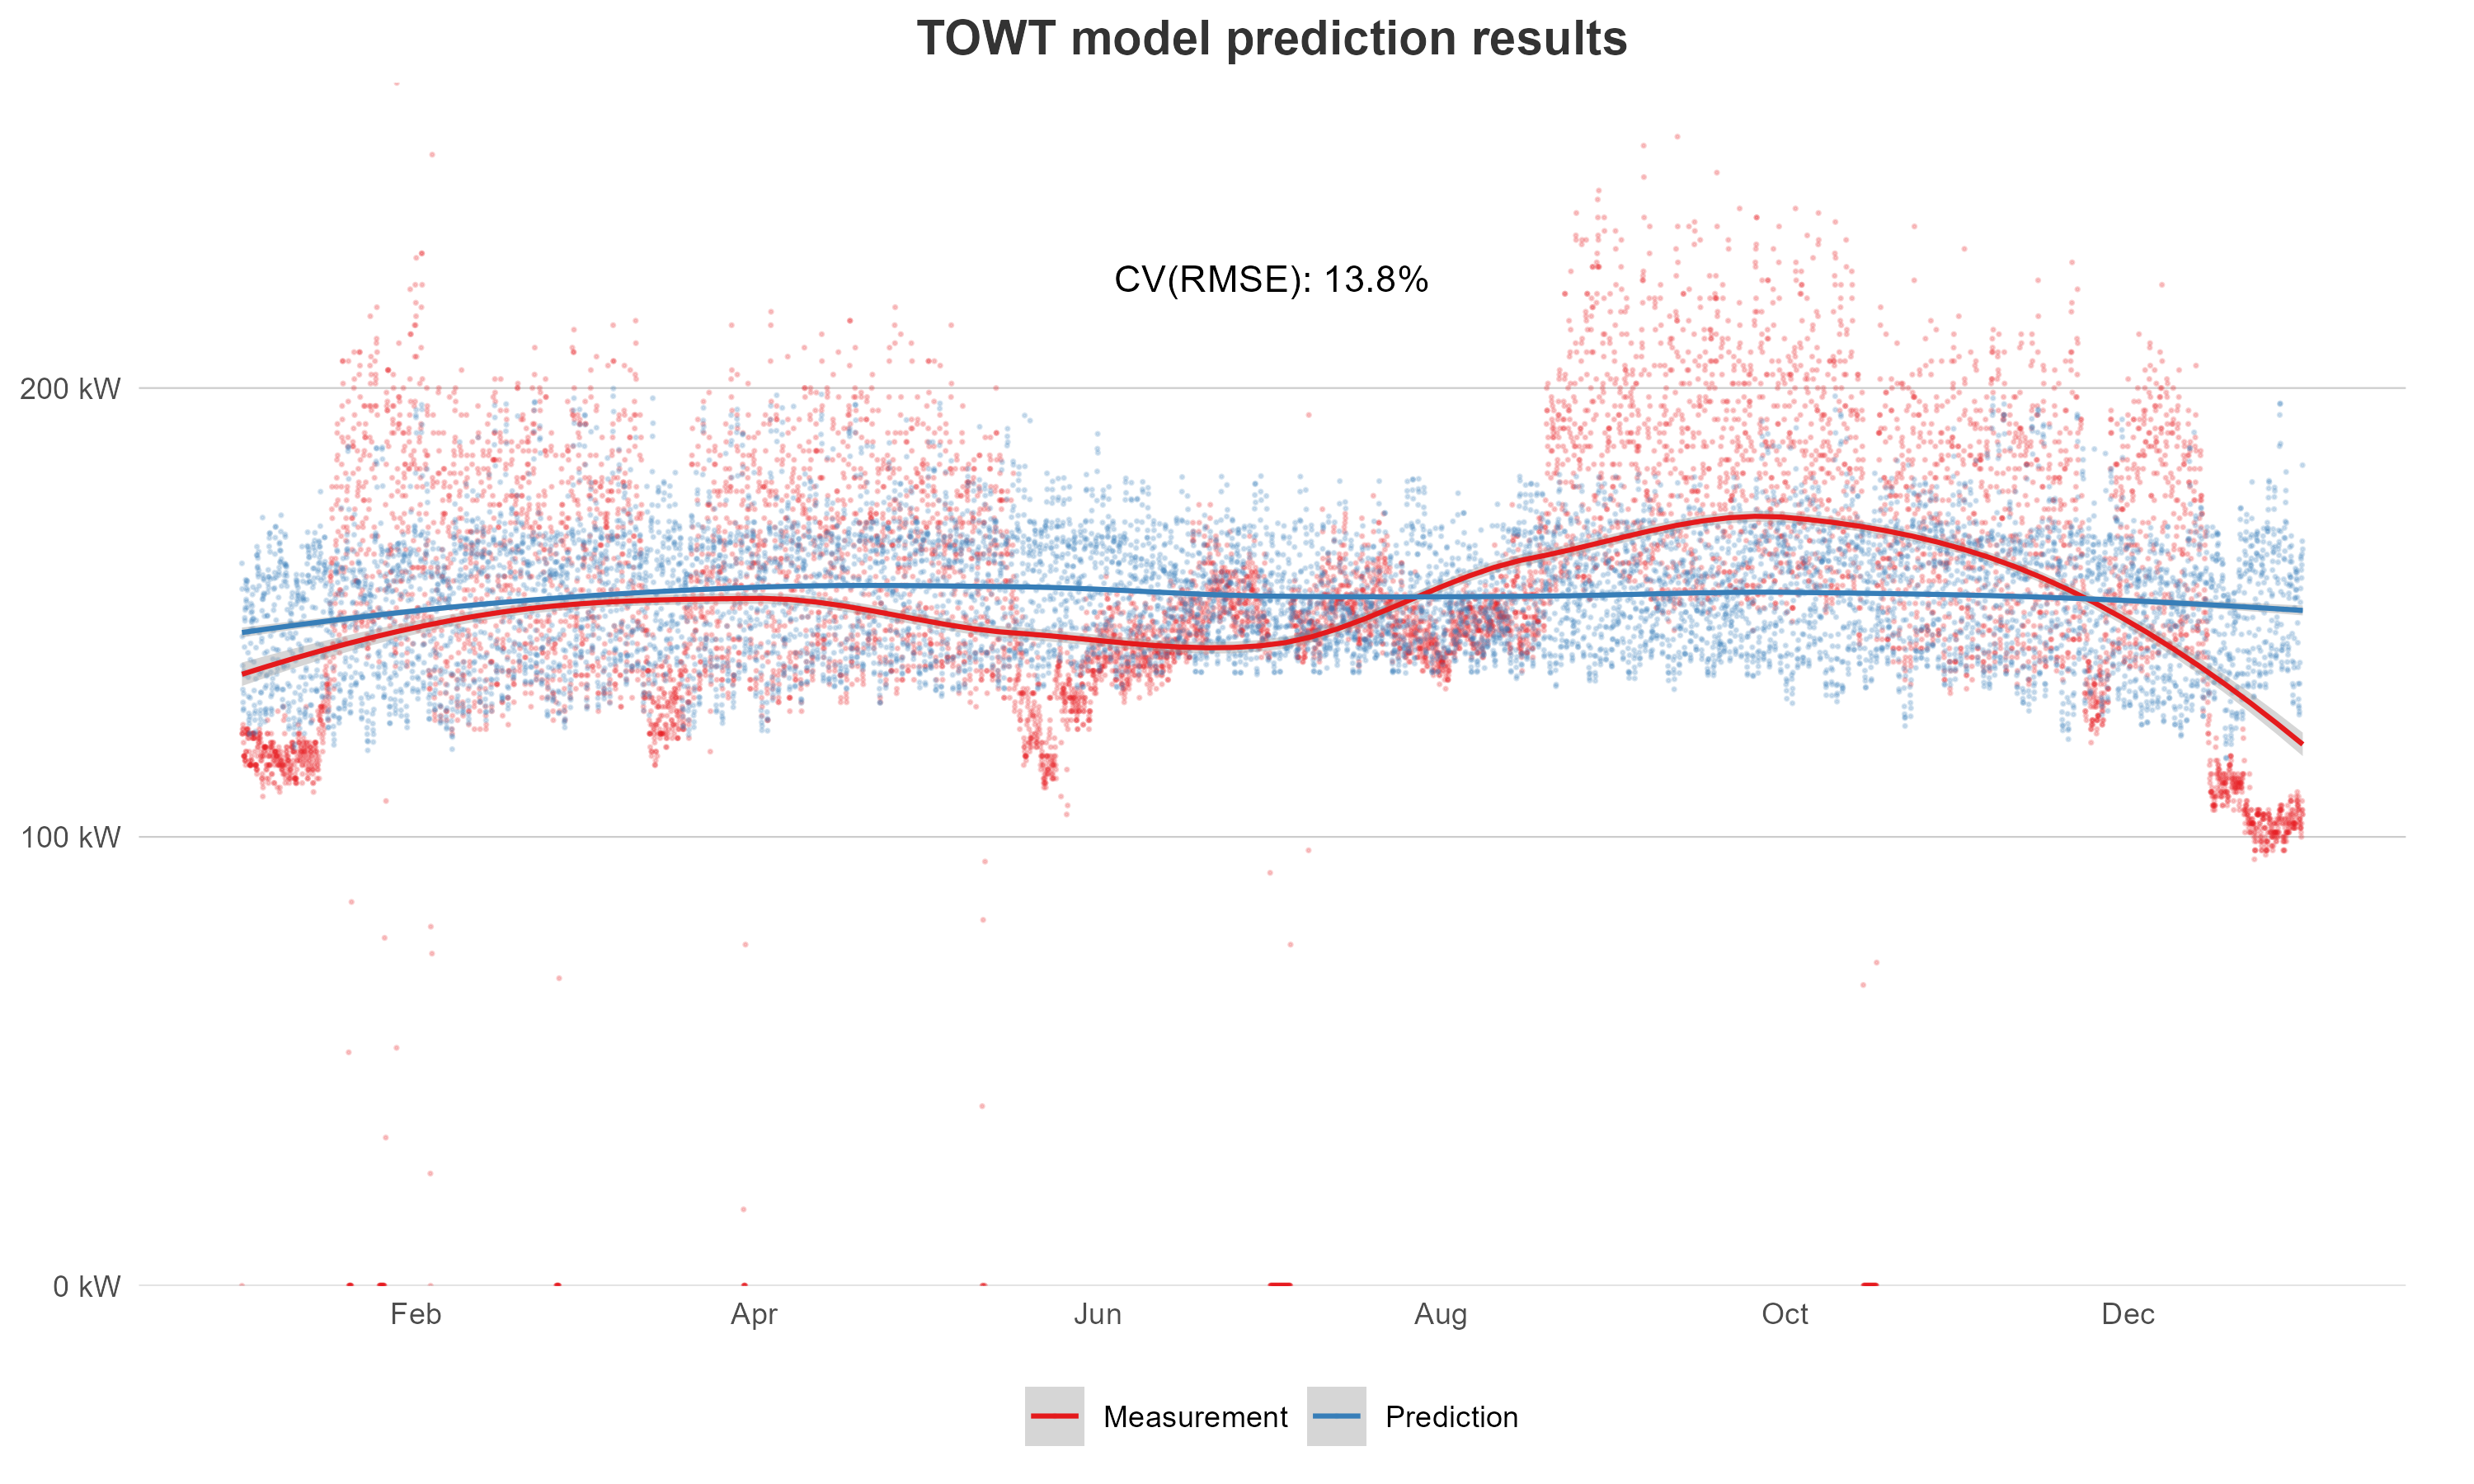 TOWT model prediction results
CV(RMSE): 13.8%
200 kW
100 kW
0 kW
Feb Apr Jun Aug Oct Dec
Measurement Prediction